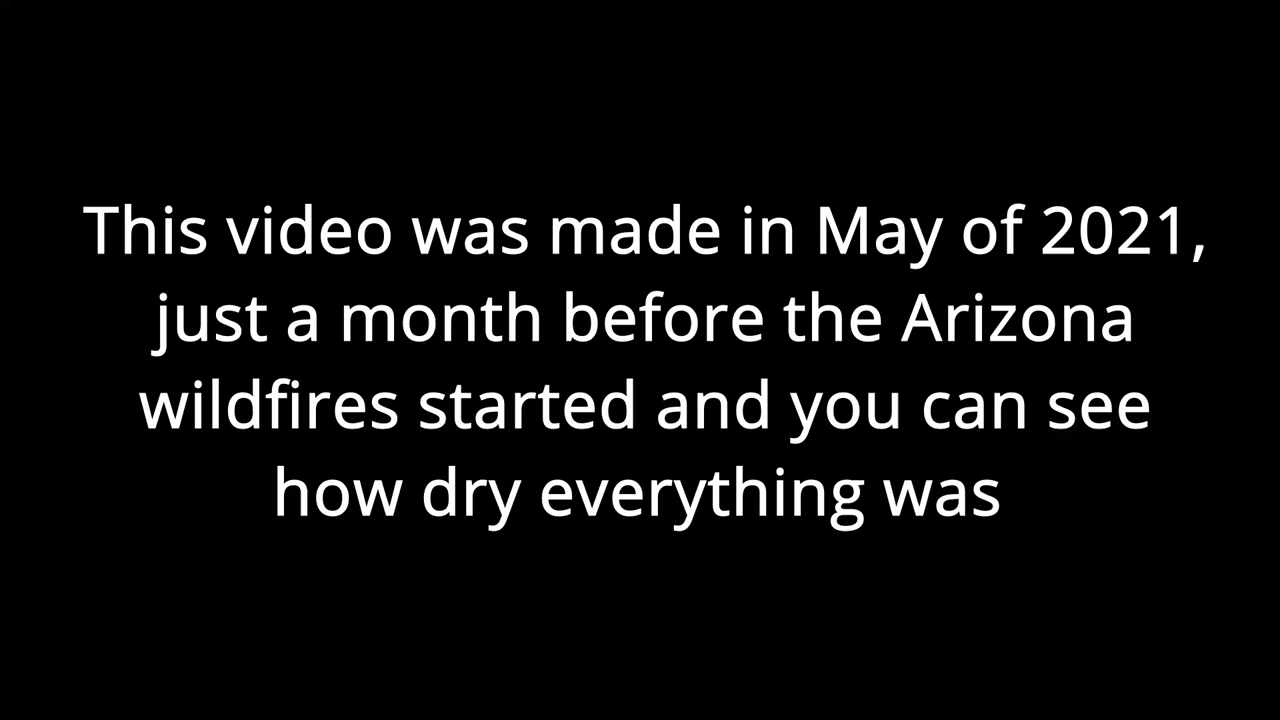 This video was made in May of 2021,
just a month before the Arizona
wildfires started and you can see
how dry everything was